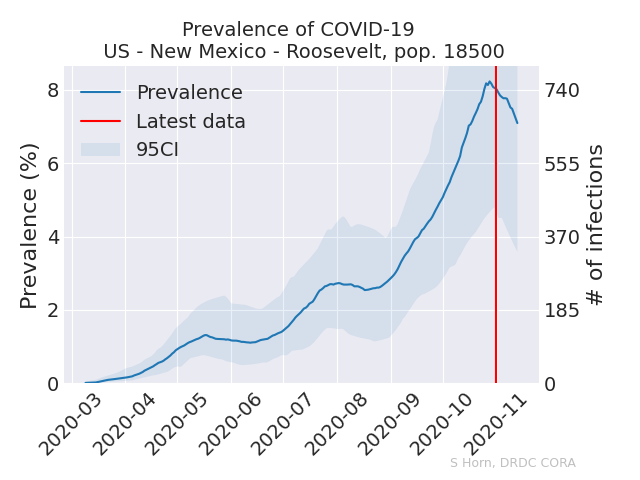 Prevalence of COVID-19
US - New Mexico - Roosevelt, pop. 18500
Prevalence
Latest data
95CI
Prevalence (%)
8
6
4
2
0
740
555
370
185
0
# of infections
2020-03
2020-04
2020-05
2020-06
2020-07
2020-08
2020-09
2020-10
2020-11
S Horn, DRDC CORA